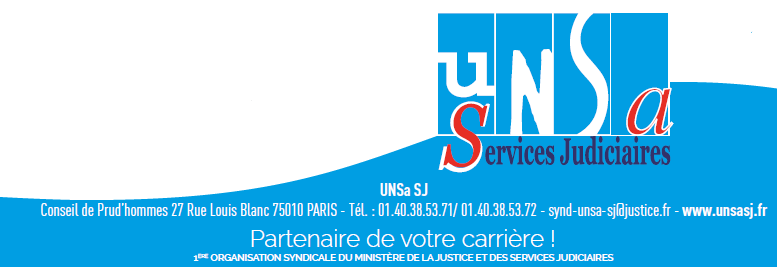 UNSa
Services Judiciaires
UNSa SJ
Conseil de Prud'hommes 27 Rue Louis Blanc 75010 PARIS - Tél. : 01.40.38.53.71/ 01.40.38.53.72 - synd-unsa-sj@justice.fr - www.unsasj.fr
Partenaire de votre carrière !
1ÈRE ORGANISATION SYNDICALE DU MINISTÈRE DE LA JUSTICE ET DES SERVICES JUDICIAIRES